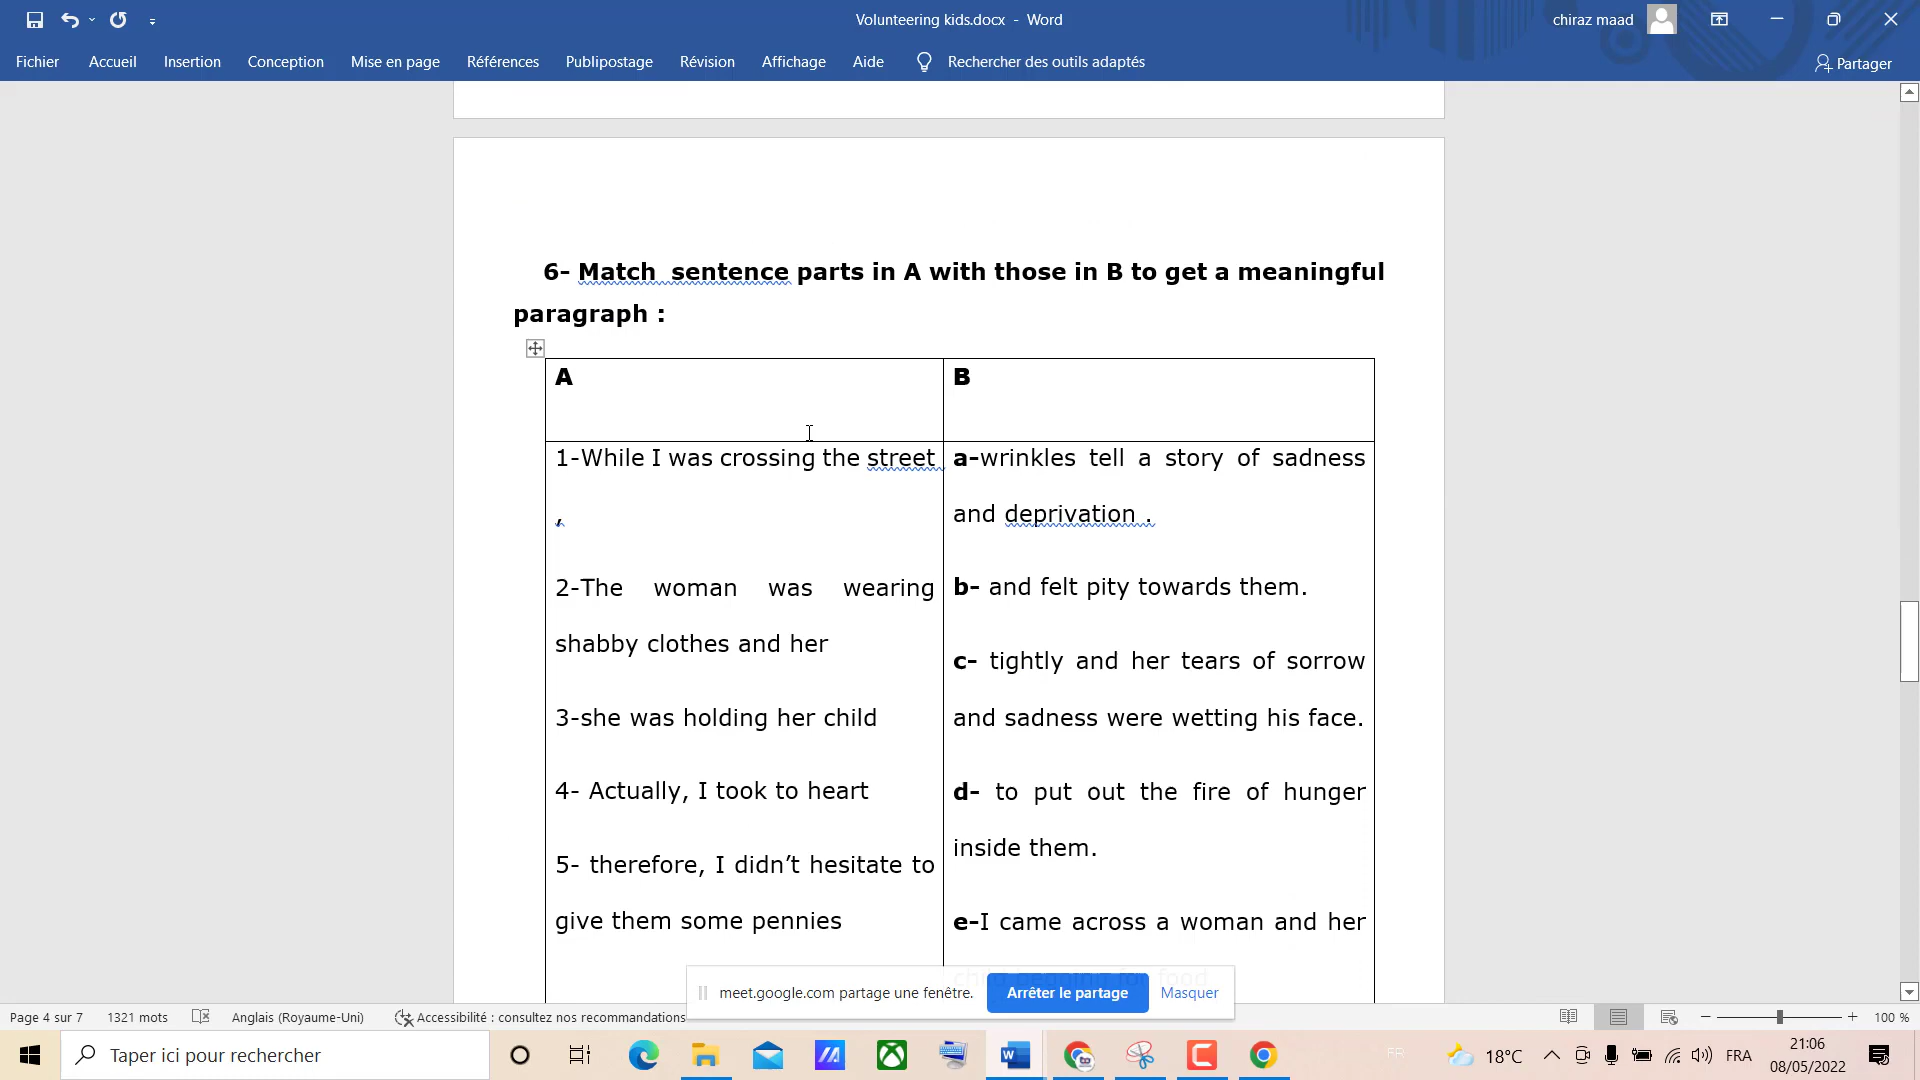 Volunteering kids.docx - Word
chiraz maad
Fichier Accueil Insertion Conception Mise en page Références Publipostage Révision Affichage Aide Rechercher des outils adaptés Partager
6- Match sentence parts in A with those in B to get a meaningful
paragraph :
A
1-While I was crossing the street
,
2-The woman was wearing
shabby clothes and her
3-she was holding her child
4- Actually, I took to heart
5- therefore, I didn’t hesitate to
give them some pennies
B
a-wrinkles tell a story of sadness
and deprivation .
b- and felt pity towards them.
c- tightly and her tears of sorrow
and sadness were wetting his face.
d- to put out the fire of hunger
inside them.
e-I came across a woman and her
child begging for food
meet.google.com partage une fenêtre. Arrêter le partage Masquer
Page 4 sur 7 1321 mots Anglais (Royaume-Uni) Accessibilité : consultez nos recommandations 100 %
Taper ici pour rechercher
FR
18°C
FRA
21:06
08/05/2022